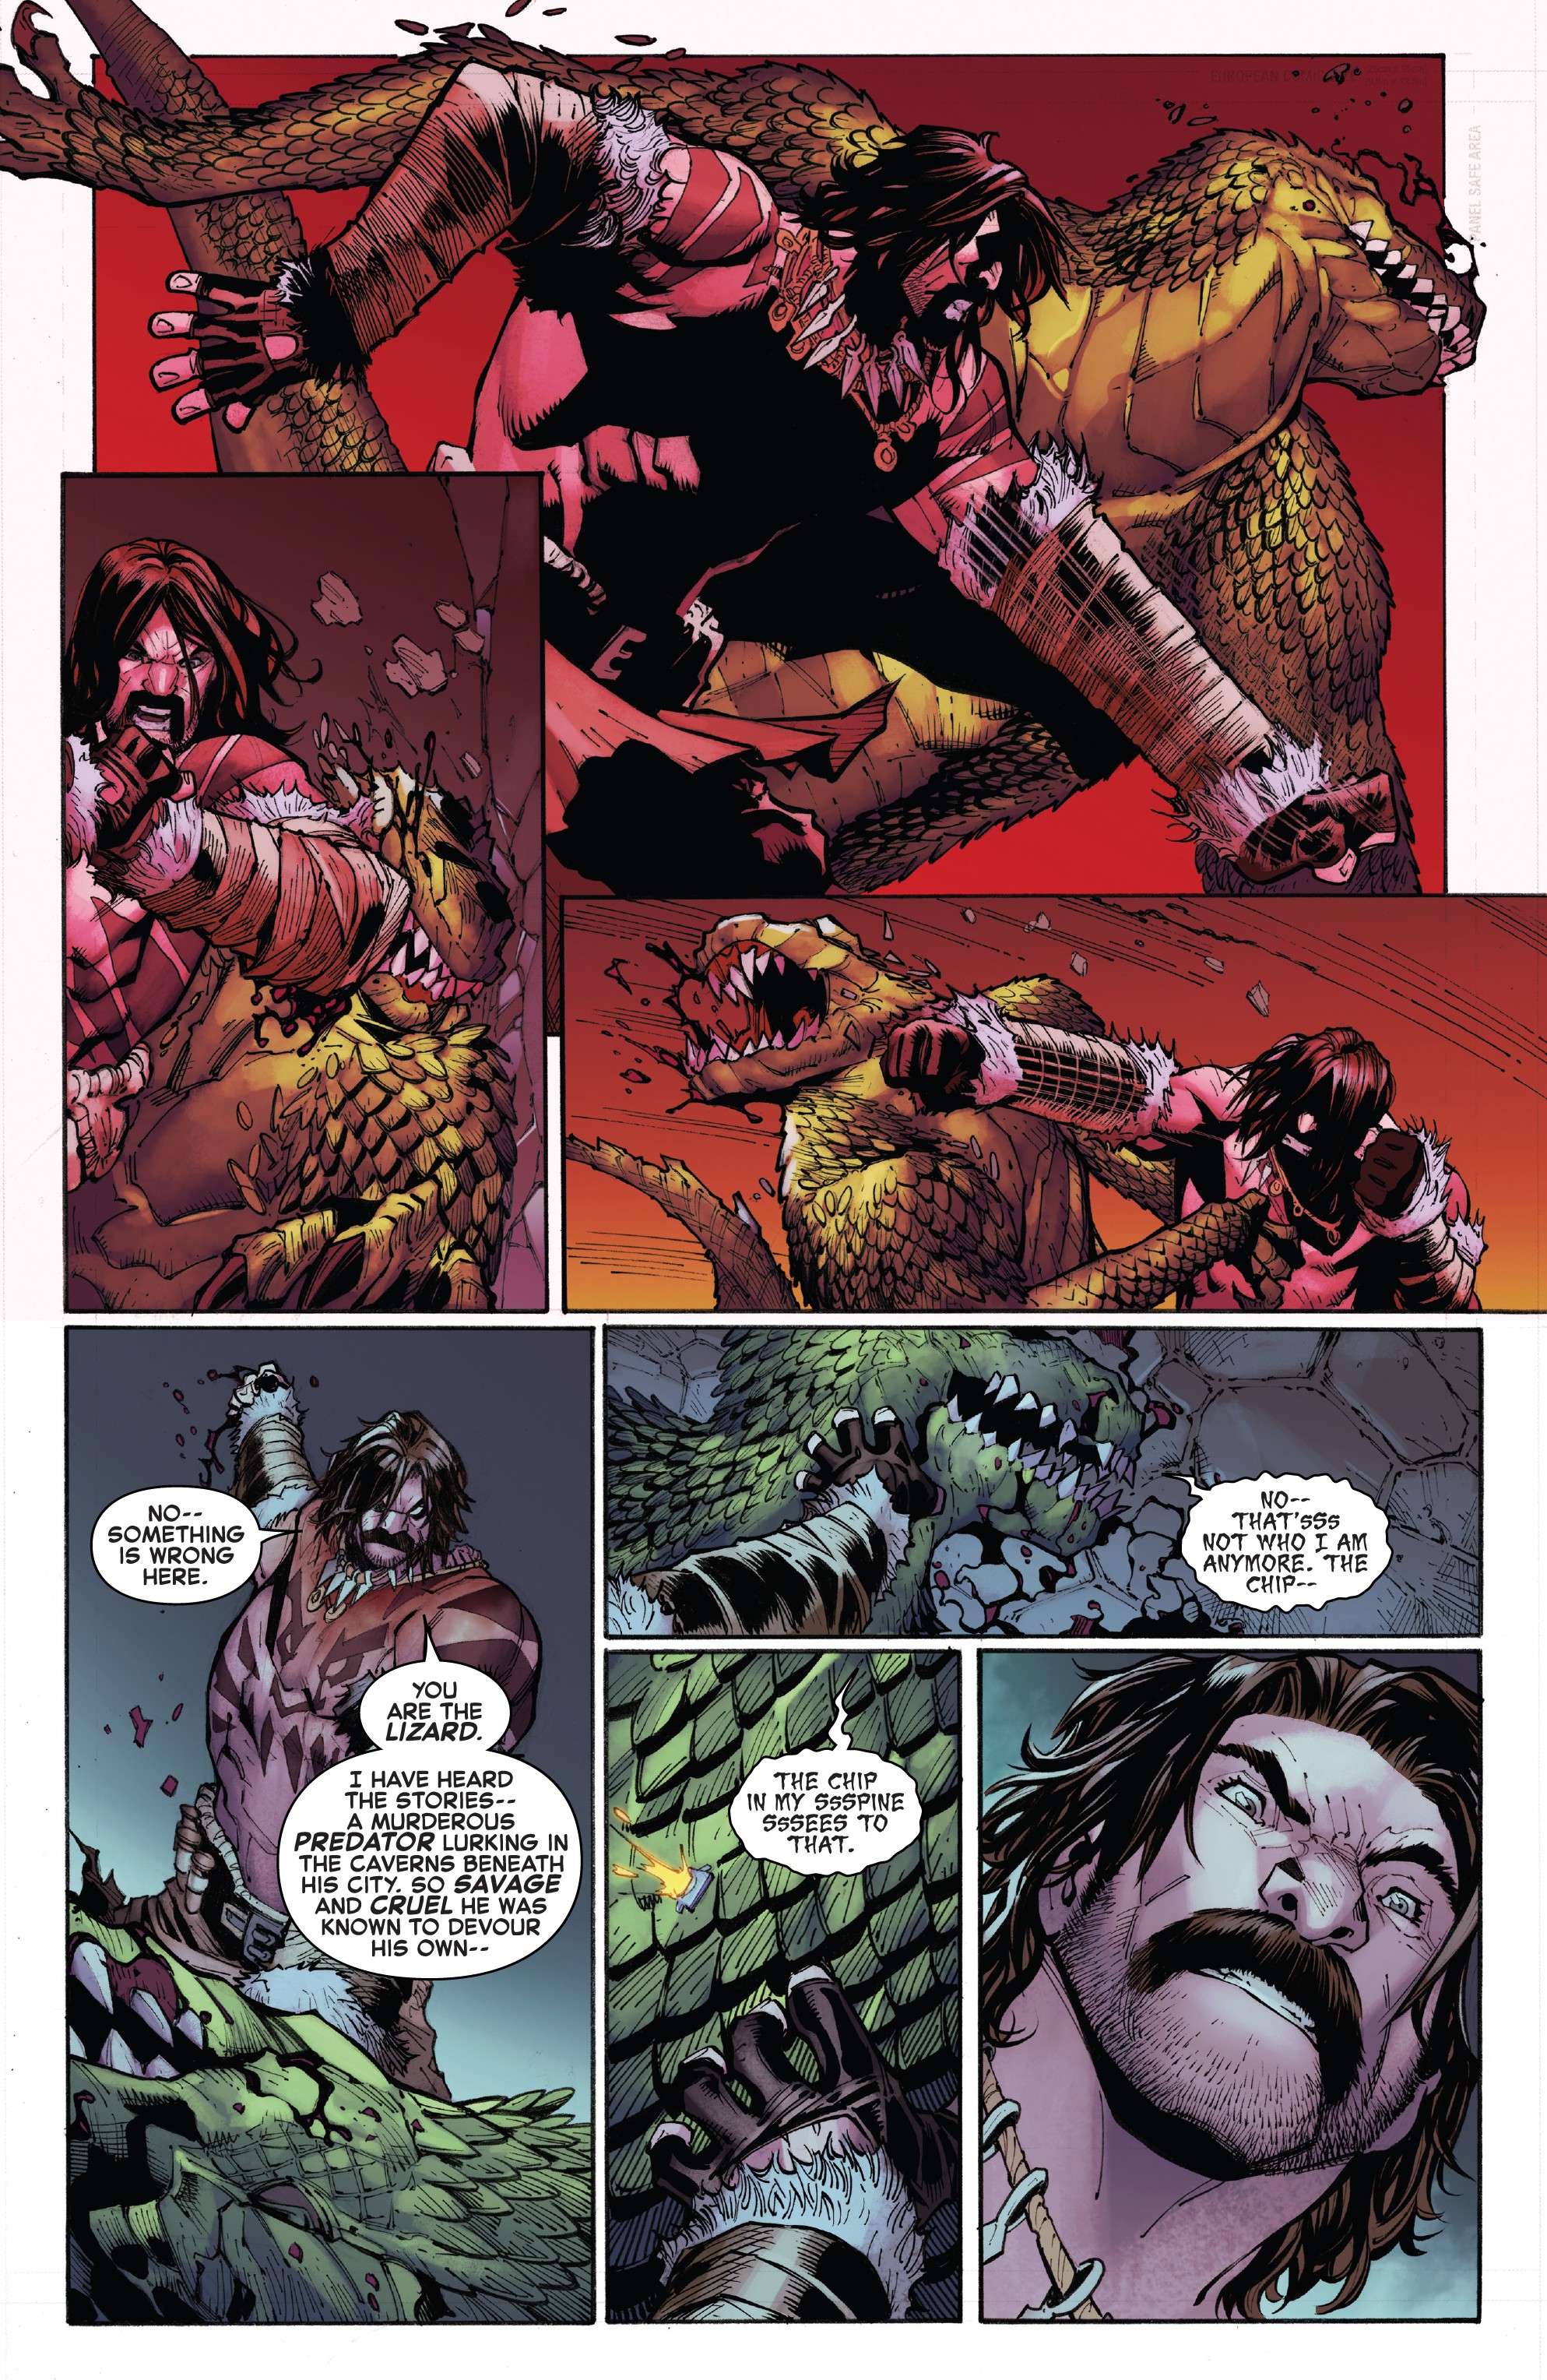 EUROPEAN COMIC
PANEL SAFE AREA
NO--
SOMETHING
IS WRONG
HERE.
YOU
ARE THE
LIZARD.
I HAVE HEARD
THE STORIES--
A MURDEROUS
PREDATOR LURKING IN
THE CAVERNS BENEATH
HIS CITY. SO SAVAGE
AND CRUEL HE WAS
KNOWN TO DEVOUR
HIS OWN--
NO--
THAT'SSS
NOT WHO I AM
ANYMORE. THE
CHIP--
THE CHIP
IN MY SSSPINE
SSSEES TO
THAT.